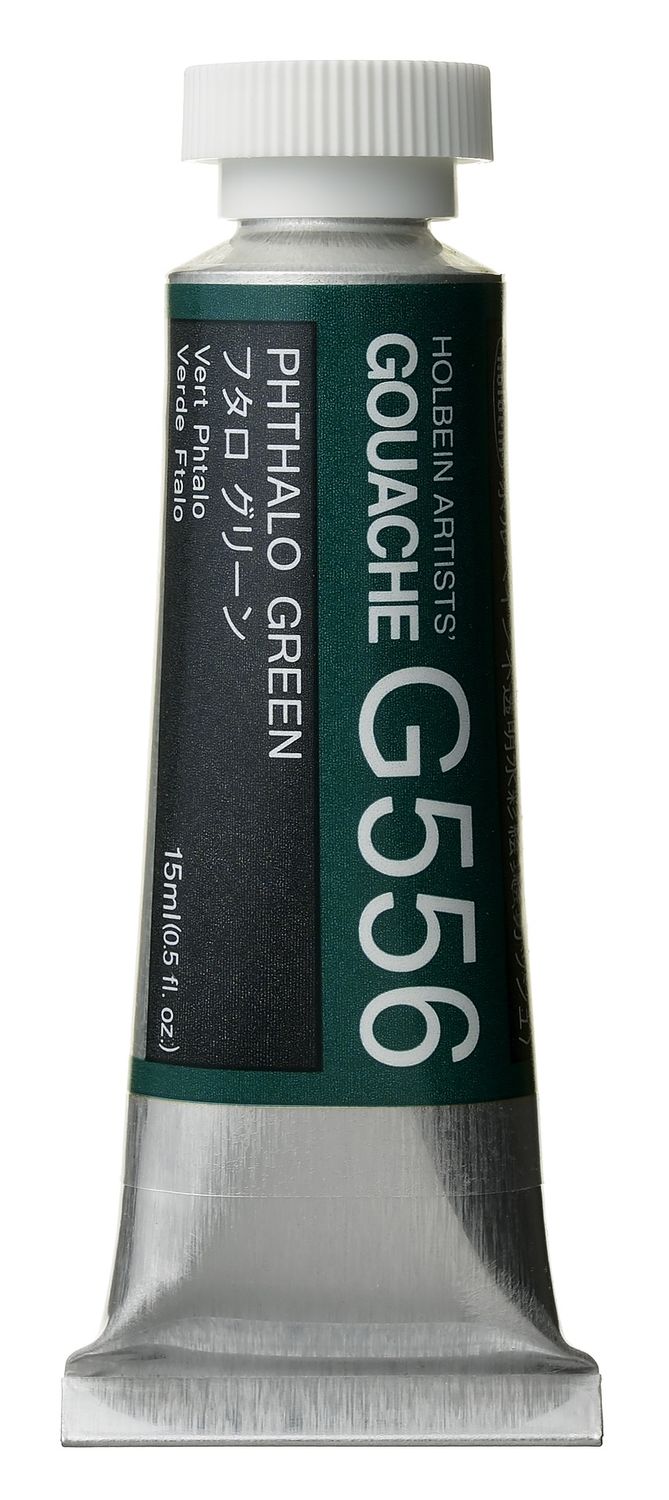 HOLBEIN ARTISTS'
GOUACHE G556
PHTHALO GREEN
フタロ グリーン
Vert Phtalo
Verde Ftalo
15ml(0.5 fl. oz.)